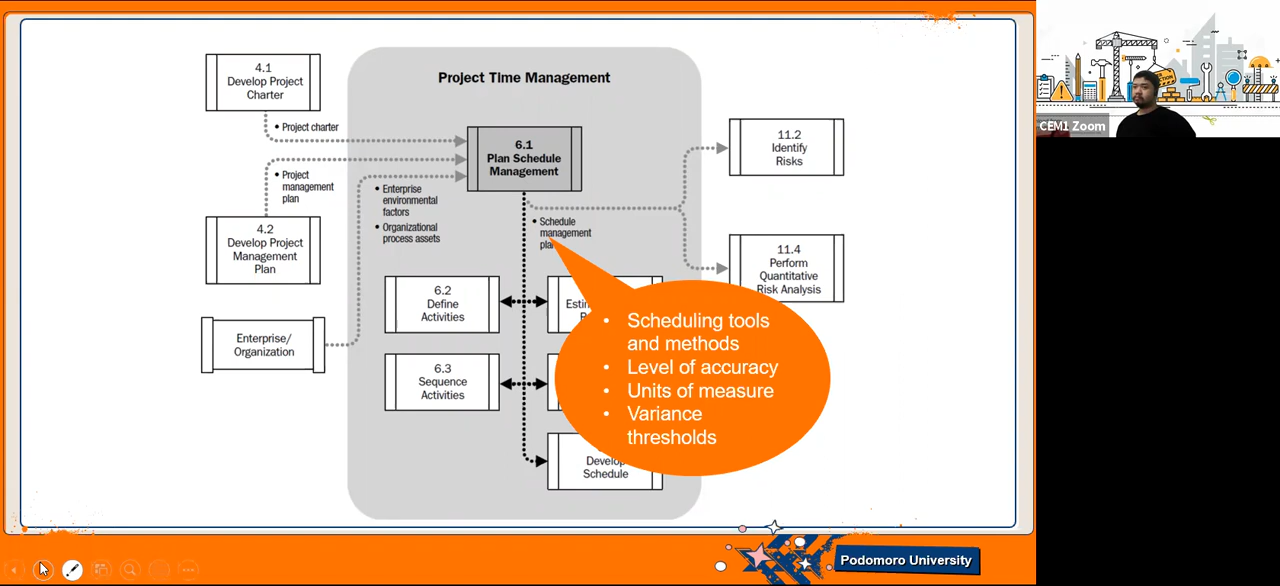 Project Time Management
4.1
Develop Project
Charter
• Project charter
6.1
Plan Schedule
Management
11.2
Identify
Risks
• Project
management
plan
• Enterprise
environmental
factors
• Organizational
process assets
• Schedule
management
plan
4.2
Develop Project
Management
Plan
11.4
Perform
Quantitative
Risk Analysis
6.2
Define
Activities
Enterprise/
Organization
6.3
Sequence
Activities
• Scheduling tools
and methods
• Level of accuracy
• Units of measure
• Variance
thresholds
Develop
Schedule
Podomoro University
CEM1 Zoom